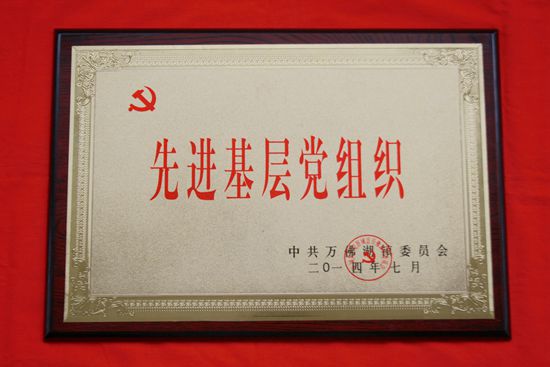 先进基层党组织
中共万佛湖镇委员会
二0一四年七月